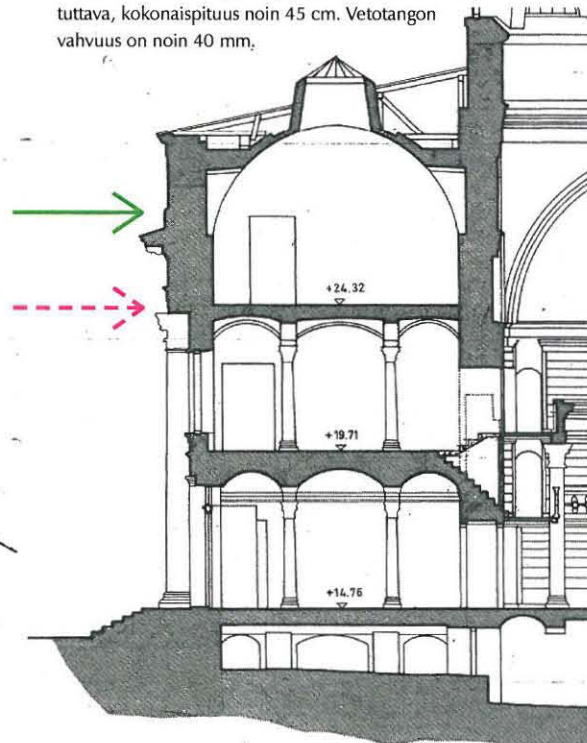 tuttava, kokonaispituus noin 45 cm. Vetotangon
vahvuus on noin 40 mm.
+24.32
+19.71
+14.76